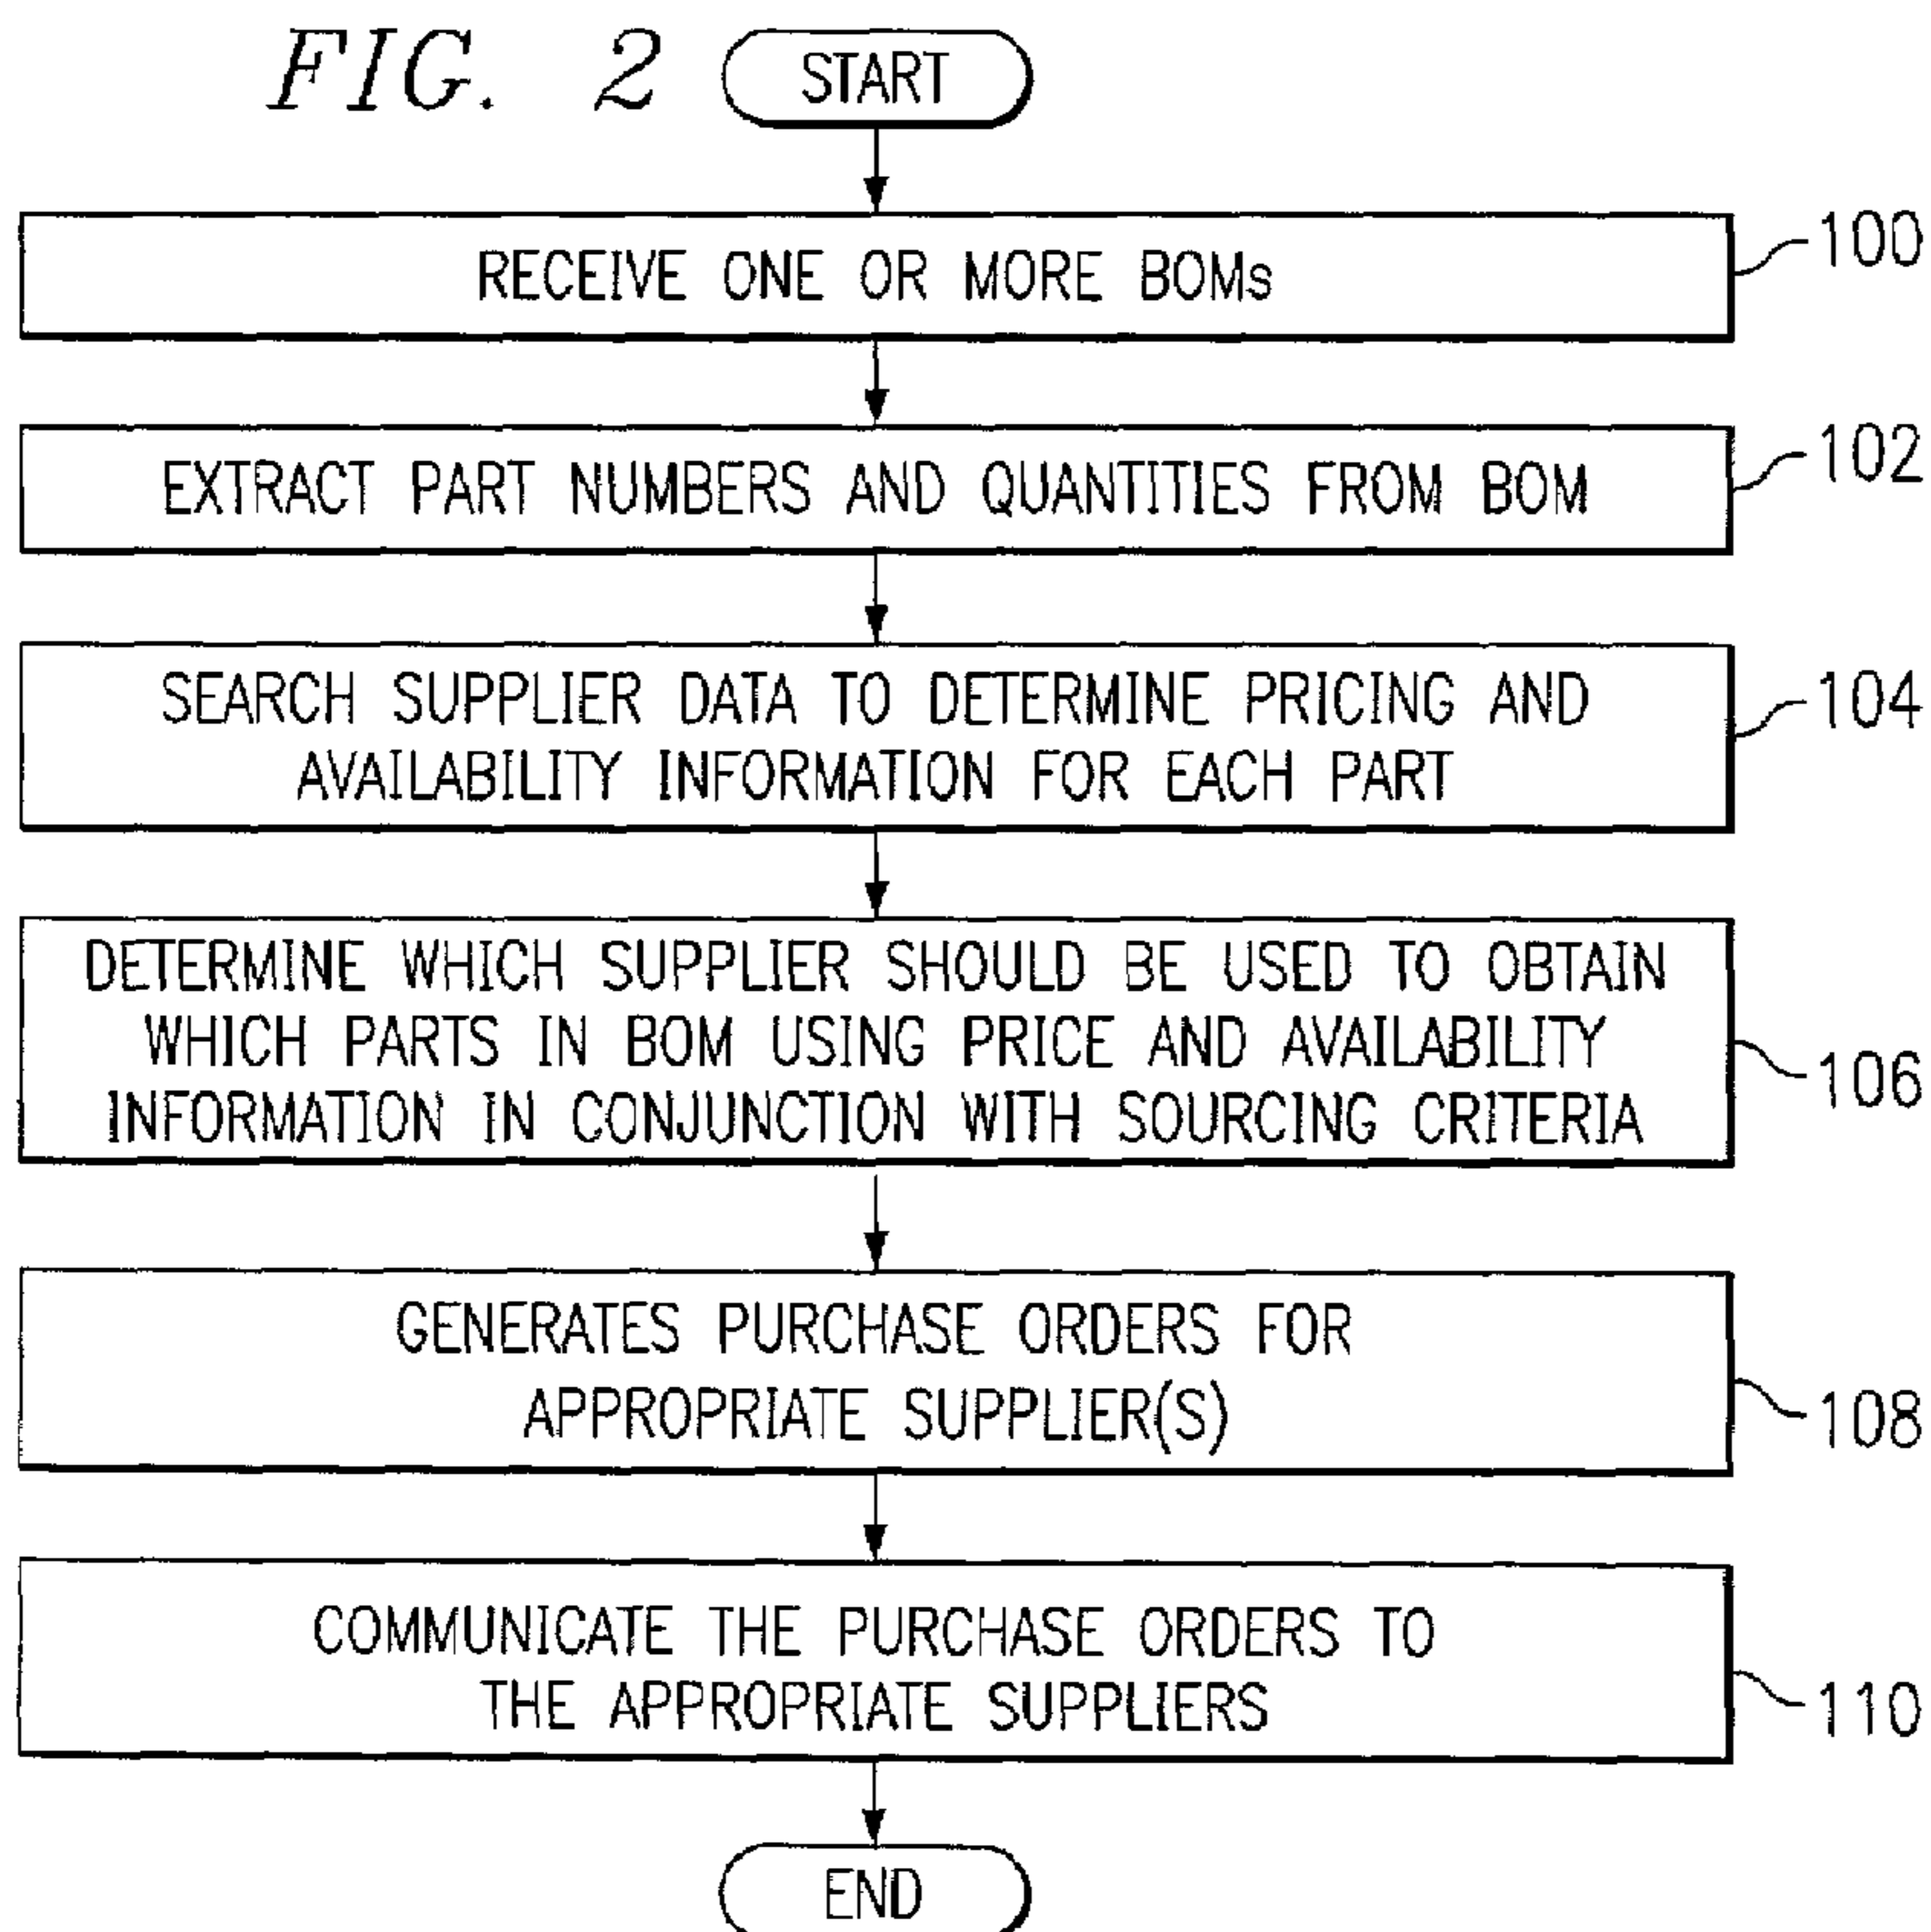 FIG. 2
START
RECEIVE ONE OR MORE BOMs
100
EXTRACT PART NUMBERS AND QUANTITIES FROM BOM
102
SEARCH SUPPLIER DATA TO DETERMINE PRICING AND
AVAILABILITY INFORMATION FOR EACH PART
104
DETERMINE WHICH SUPPLIER SHOULD BE USED TO OBTAIN
WHICH PARTS IN BOM USING PRICE AND AVAILABILITY
INFORMATION IN CONJUNCTION WITH SOURCING CRITERIA
106
GENERATES PURCHASE ORDERS FOR
APPROPRIATE SUPPLIER(S)
108
COMMUNICATE THE PURCHASE ORDERS TO
THE APPROPRIATE SUPPLIERS
110
END